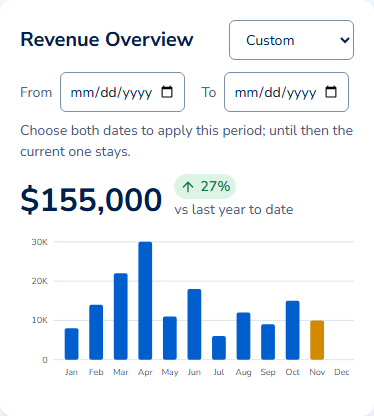 Revenue Overview
Custom
From mm/dd/yyyy To mm/dd/yyyy
Choose both dates to apply this period; until then the
current one stays.
$155,000
↑ 27%
vs last year to date
30K
20K
10K
0
Jan Feb Mar Apr May Jun Jul Aug Sep Oct Nov Dec